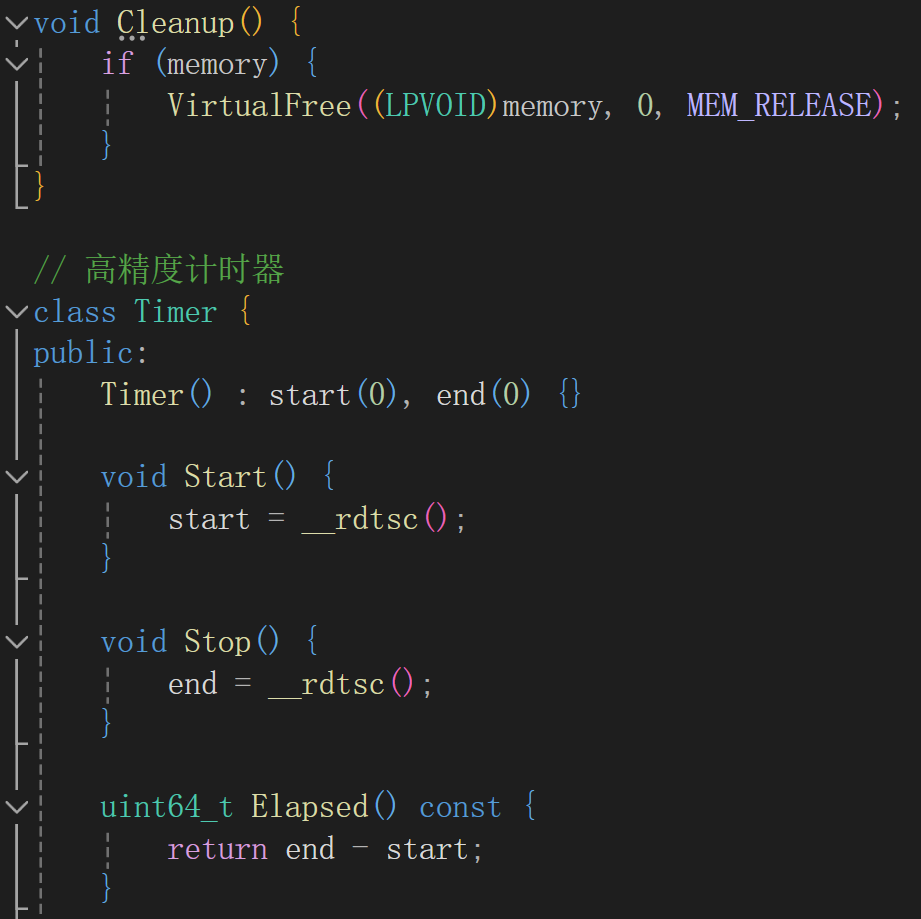 void Cleanup() {
    if (memory) {
        VirtualFree((LPVOID)memory, 0, MEM_RELEASE);
    }
}

// 高精度计时器
class Timer {
public:
    Timer() : start(0), end(0) {}

    void Start() {
        start = __rdtsc();
    }

    void Stop() {
        end = __rdtsc();
    }

    uint64_t Elapsed() const {
        return end - start;
    }